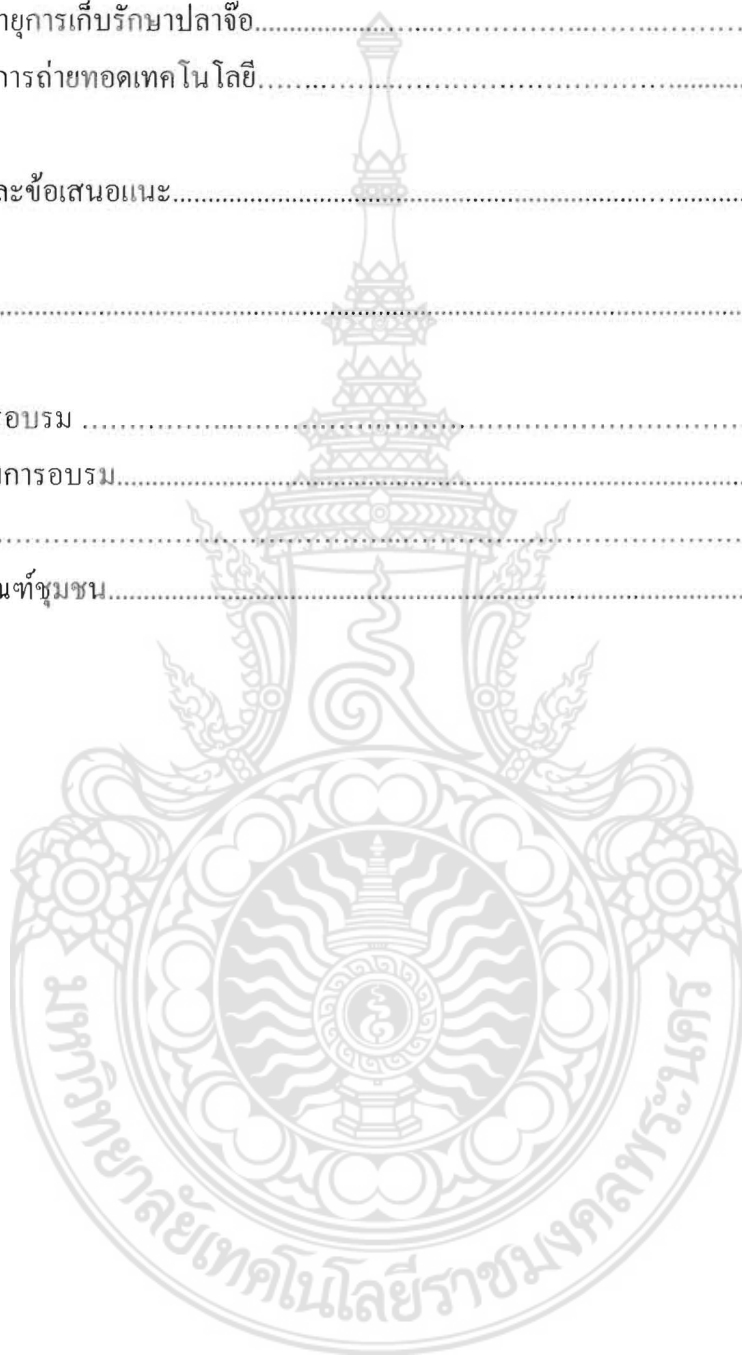 ายุการเก็บรักษาปลาจ๊อ......................................................
การถ่ายทอดเทคโนโลยี......................................................
ละข้อเสนอแนะ......................................................
......................................................
รอบรม ......................................................
มการอบรม......................................................
......................................................
ณฑ์ชุมชน......................................................
มหาวิทยาลัยเทคโนโลยีราชมงคลพระนคร